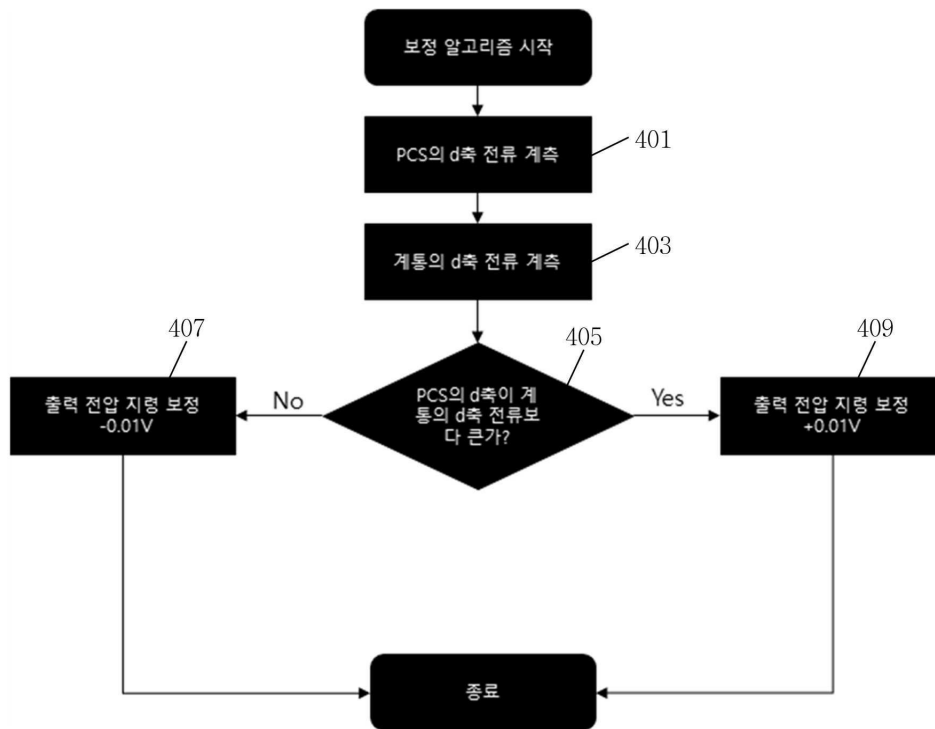 보정 알고리즘 시작
PCS의 d축 전류 계측
401
계통의 d축 전류 계측
403
407
405
409
출력 전압 지령 보정
-0.01V
No
PCS의 d축이 계
통의 d축 전류보
다 큰가?
Yes
출력 전압 지령 보정
+0.01V
종료